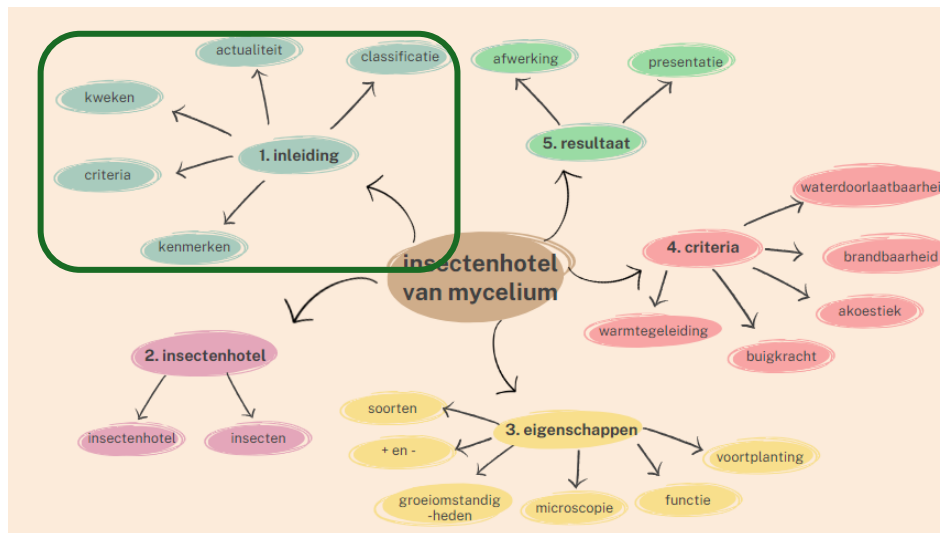 actualiteit
classificatie
kweken
1. inleiding
criteria
kenmerken
afwerking
presentatie
5. resultaat
waterdoorlaatbaarhei
4. criteria
brandbaarheid
akoestiek
warmtegeleiding
buigkracht
insectenhotel
van mycelium
2. insectenhotel
insectenhotel
insecten
soorten
3. eigenschappen
+ en -
voortplanting
groeiomstandig
-heden
microscopie
functie